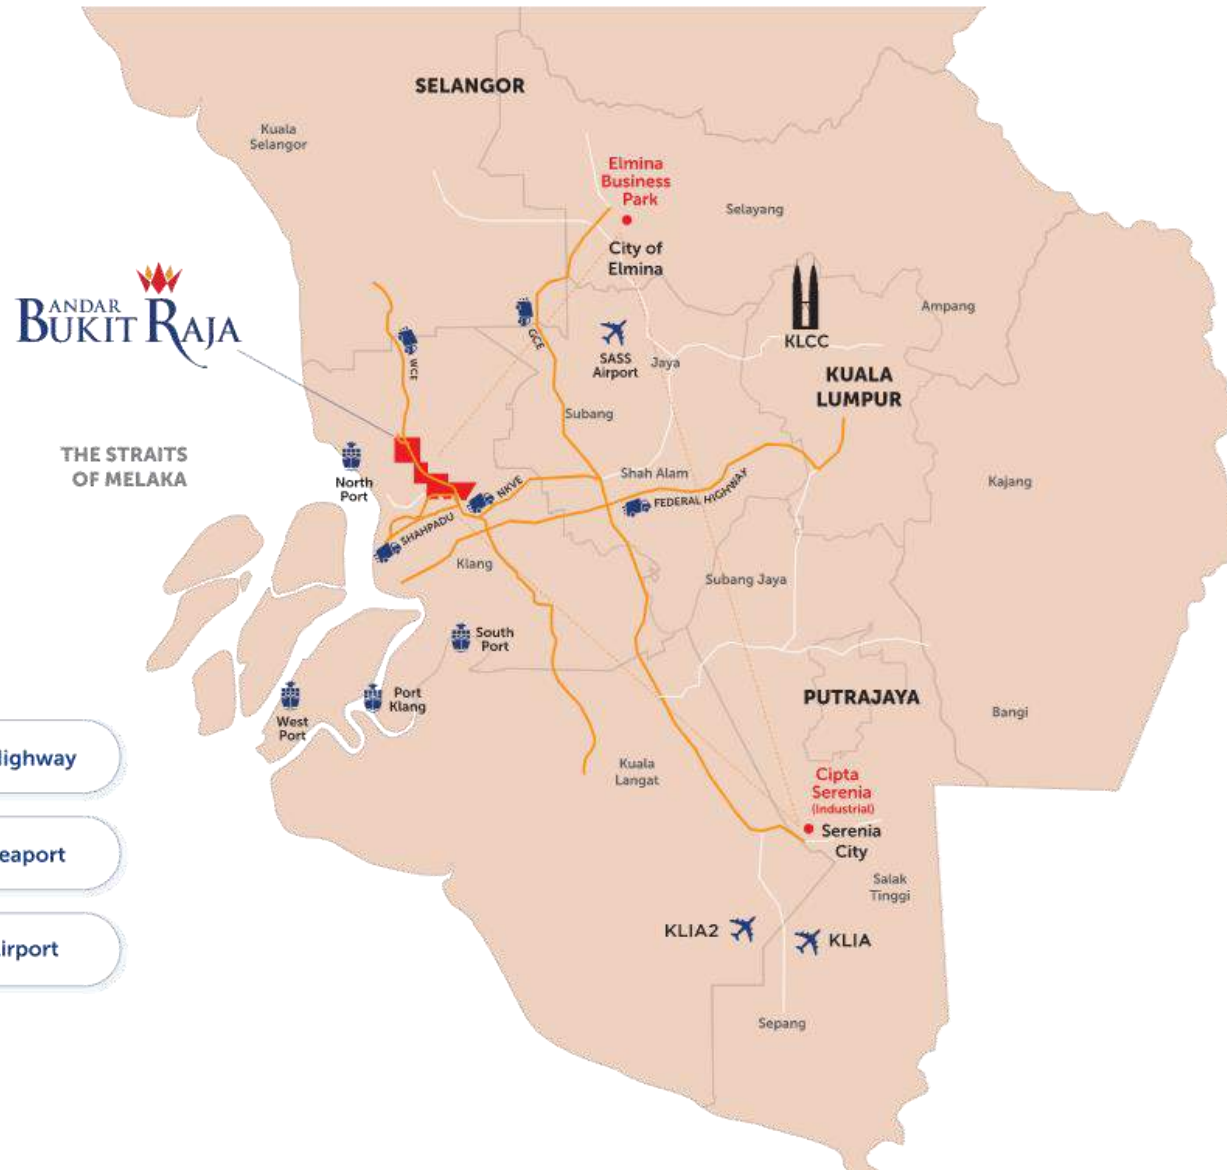 SELANGOR
Kuala
Selangor
Elmina
Business
Park
Selayang
City of
Elmina
BANDAR
BUKIT RAJA
GCE
WCE
SASS
Airport
Jaya
KLCC
Ampang
KUALA
LUMPUR
Subang
THE STRAITS
OF MELAKA
North
Port
Shah Alam
NKVE
FEDERAL HIGHWAY
Kajang
SHAHPADU
Klang
Subang Jaya
South
Port
West
Port
Port
Klang
PUTRAJAYA
Bangi
Kuala
Langat
Cipta
Serenia
(Industrial)
Serenia
City
Salak
Tinggi
KLIA2
KLIA
Sepang
ighway
eaport
irport